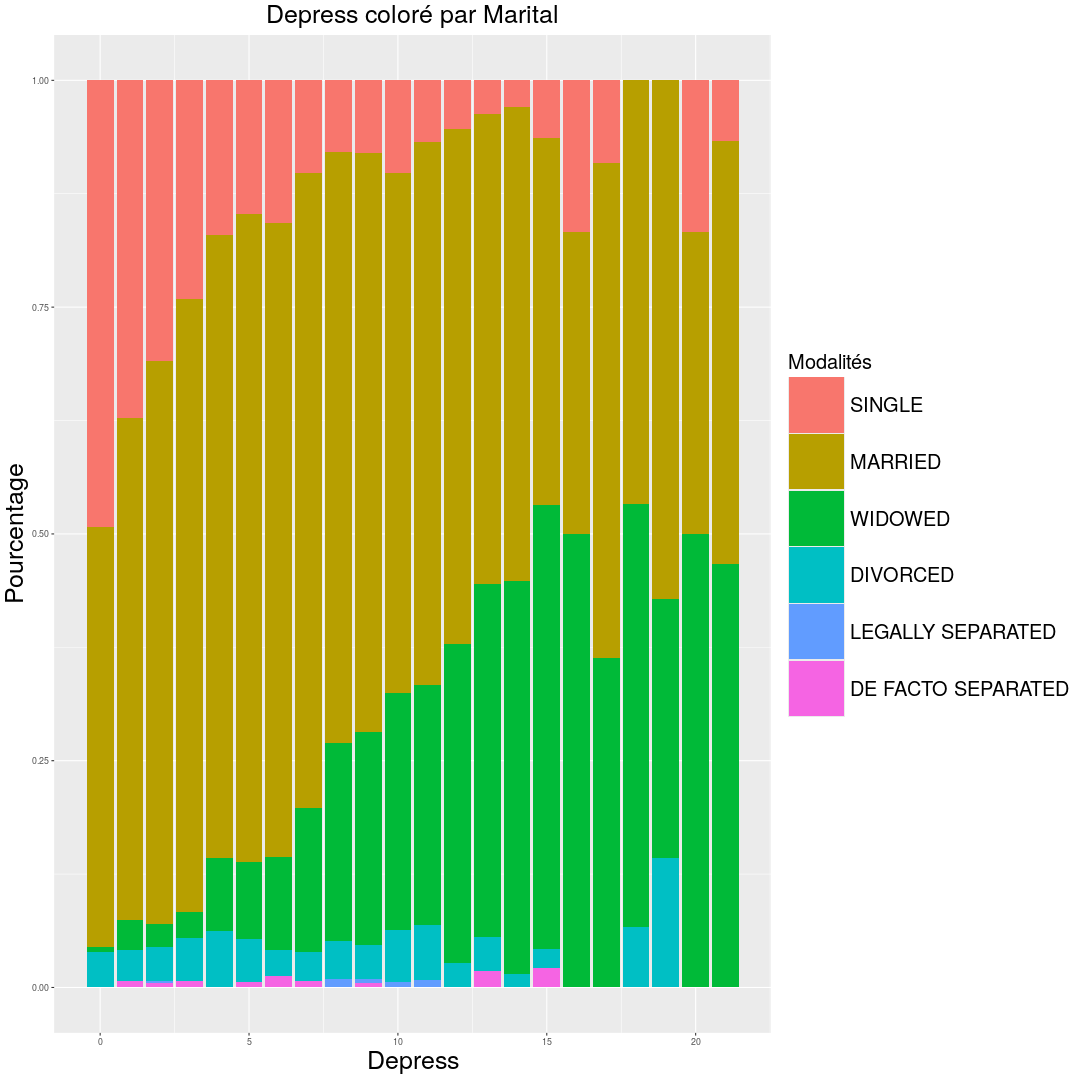 Depress coloré par Marital
1.00
0.75
0.50
0.25
0.00
Pourcentage
0
5
10
15
20
Depress
Modalités
SINGLE
MARRIED
WIDOWED
DIVORCED
LEGALLY SEPARATED
DE FACTO SEPARATED